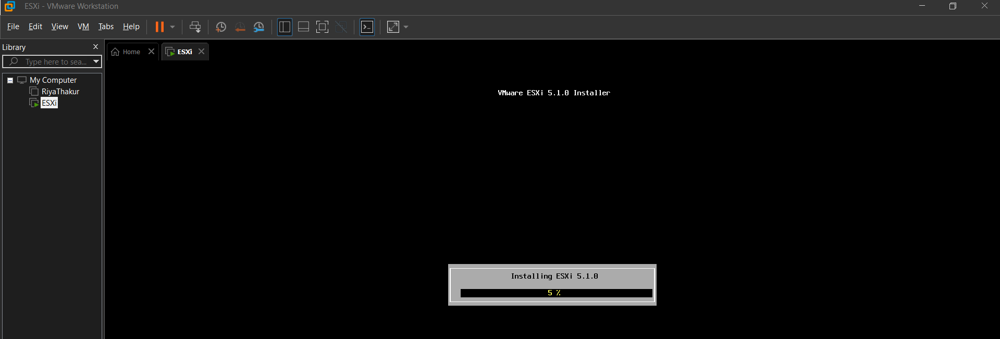 ESXi - VMware Workstation
File Edit View VM Tabs Help
Library
Type here to sea...
My Computer
RiyaThakur
ESXi
Home
ESXi
VMware ESXi 5.1.0 Installer
Installing ESXi 5.1.0
5 %